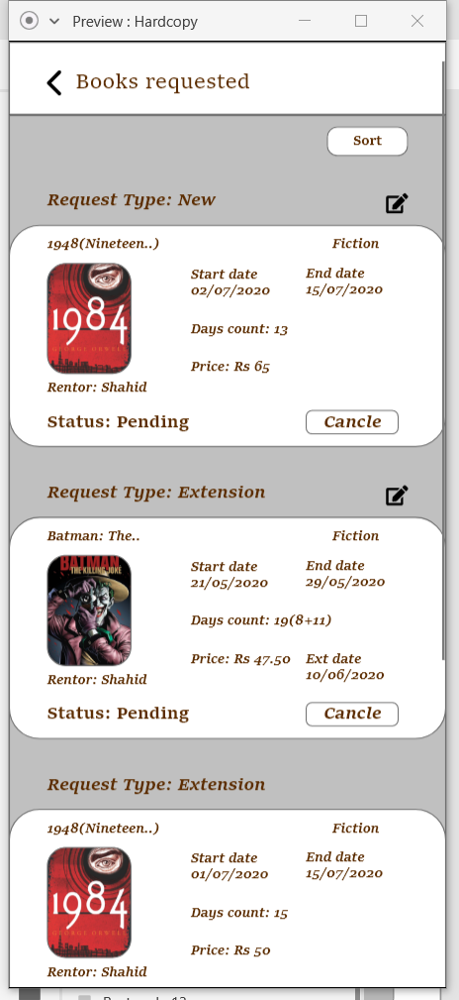 Preview : Hardcopy
Books requested
Sort
Request Type: New
1948(Nineteen..) Fiction
Start date End date
02/07/2020 15/07/2020
1984
GEORGE ORWELL
Days count: 13
Price: Rs 65
Rentor: Shahid
Status: Pending Cancle
Request Type: Extension
Batman: The.. Fiction
BATMAN
THE KILLING JOKE
Start date End date
21/05/2020 29/05/2020
Days count: 19(8+11)
Price: Rs 47.50 Ext date
10/06/2020
Rentor: Shahid
Status: Pending Cancle
Request Type: Extension
1948(Nineteen..) Fiction
Start date End date
01/07/2020 15/07/2020
1984
GEORGE ORWELL
Days count: 15
Price: Rs 50
Rentor: Shahid